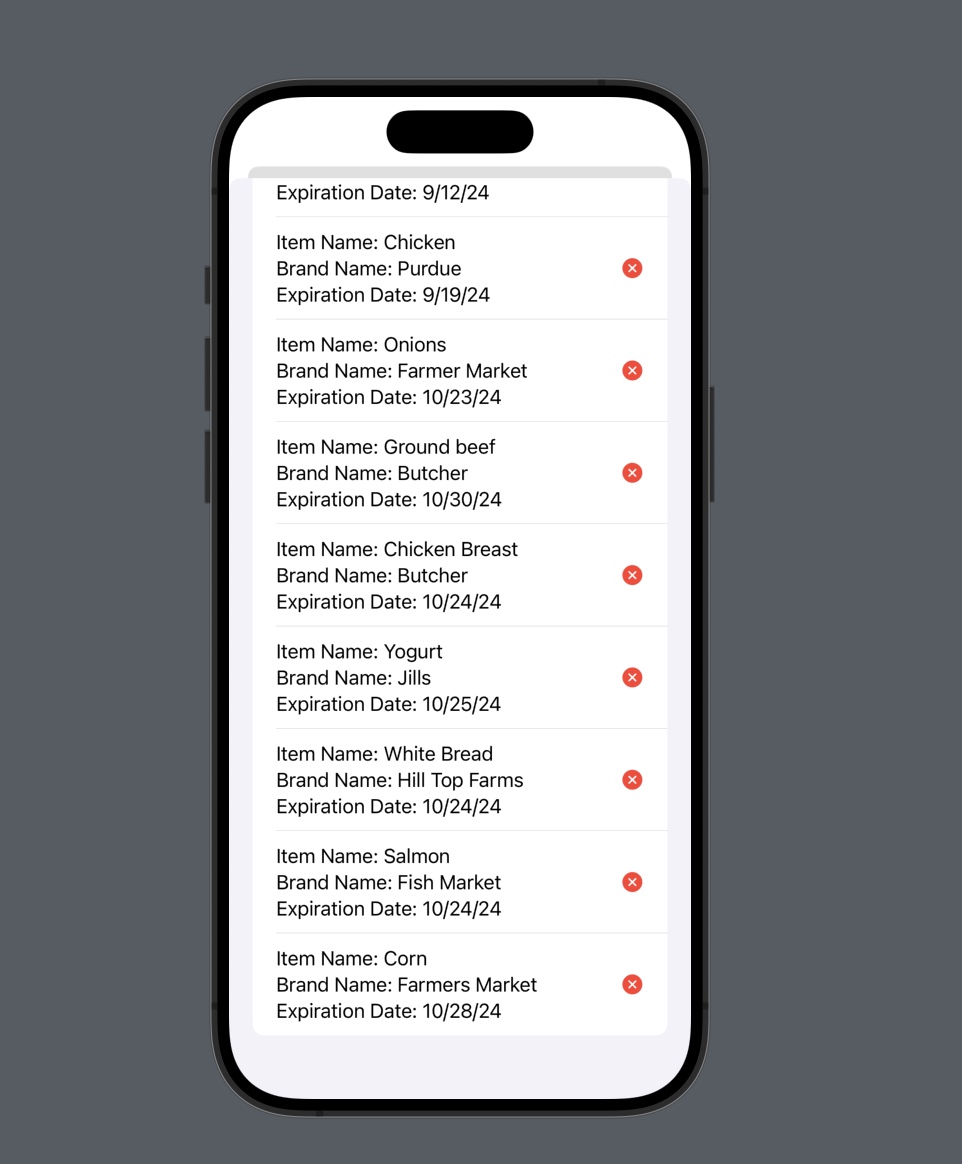 Expiration Date: 9/12/24
Item Name: Chicken
Brand Name: Purdue
Expiration Date: 9/19/24
Item Name: Onions
Brand Name: Farmer Market
Expiration Date: 10/23/24
Item Name: Ground beef
Brand Name: Butcher
Expiration Date: 10/30/24
Item Name: Chicken Breast
Brand Name: Butcher
Expiration Date: 10/24/24
Item Name: Yogurt
Brand Name: Jills
Expiration Date: 10/25/24
Item Name: White Bread
Brand Name: Hill Top Farms
Expiration Date: 10/24/24
Item Name: Salmon
Brand Name: Fish Market
Expiration Date: 10/24/24
Item Name: Corn
Brand Name: Farmers Market
Expiration Date: 10/28/24